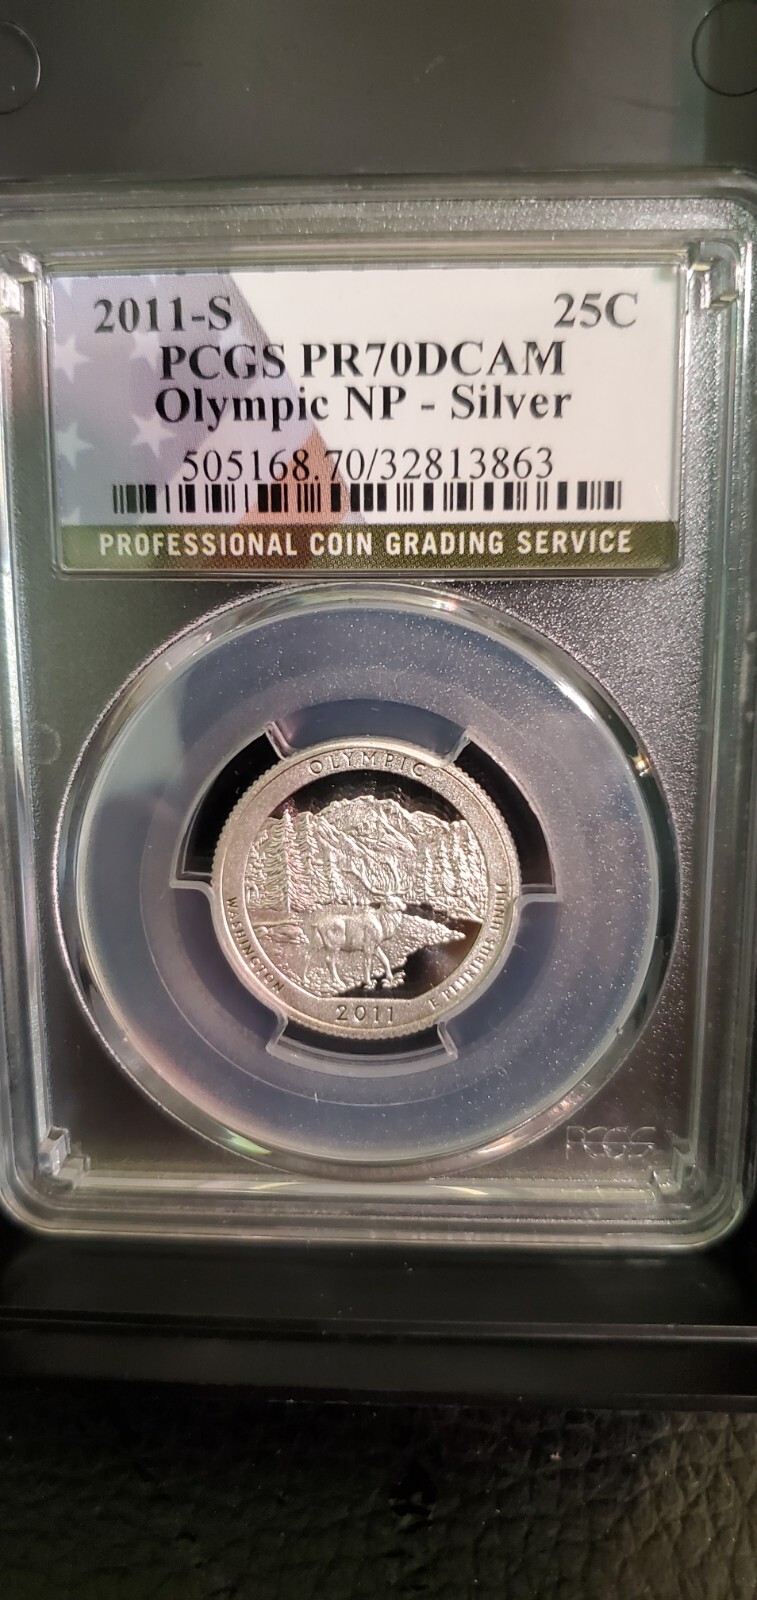 2011-S 25C
PCGS PR70DCAM
Olympic NP - Silver
505168.70/32813863
PROFESSIONAL COIN GRADING SERVICE
OLYMPIC
WASHINGTON
2011
E PLURIBUS UNUM
PCGS